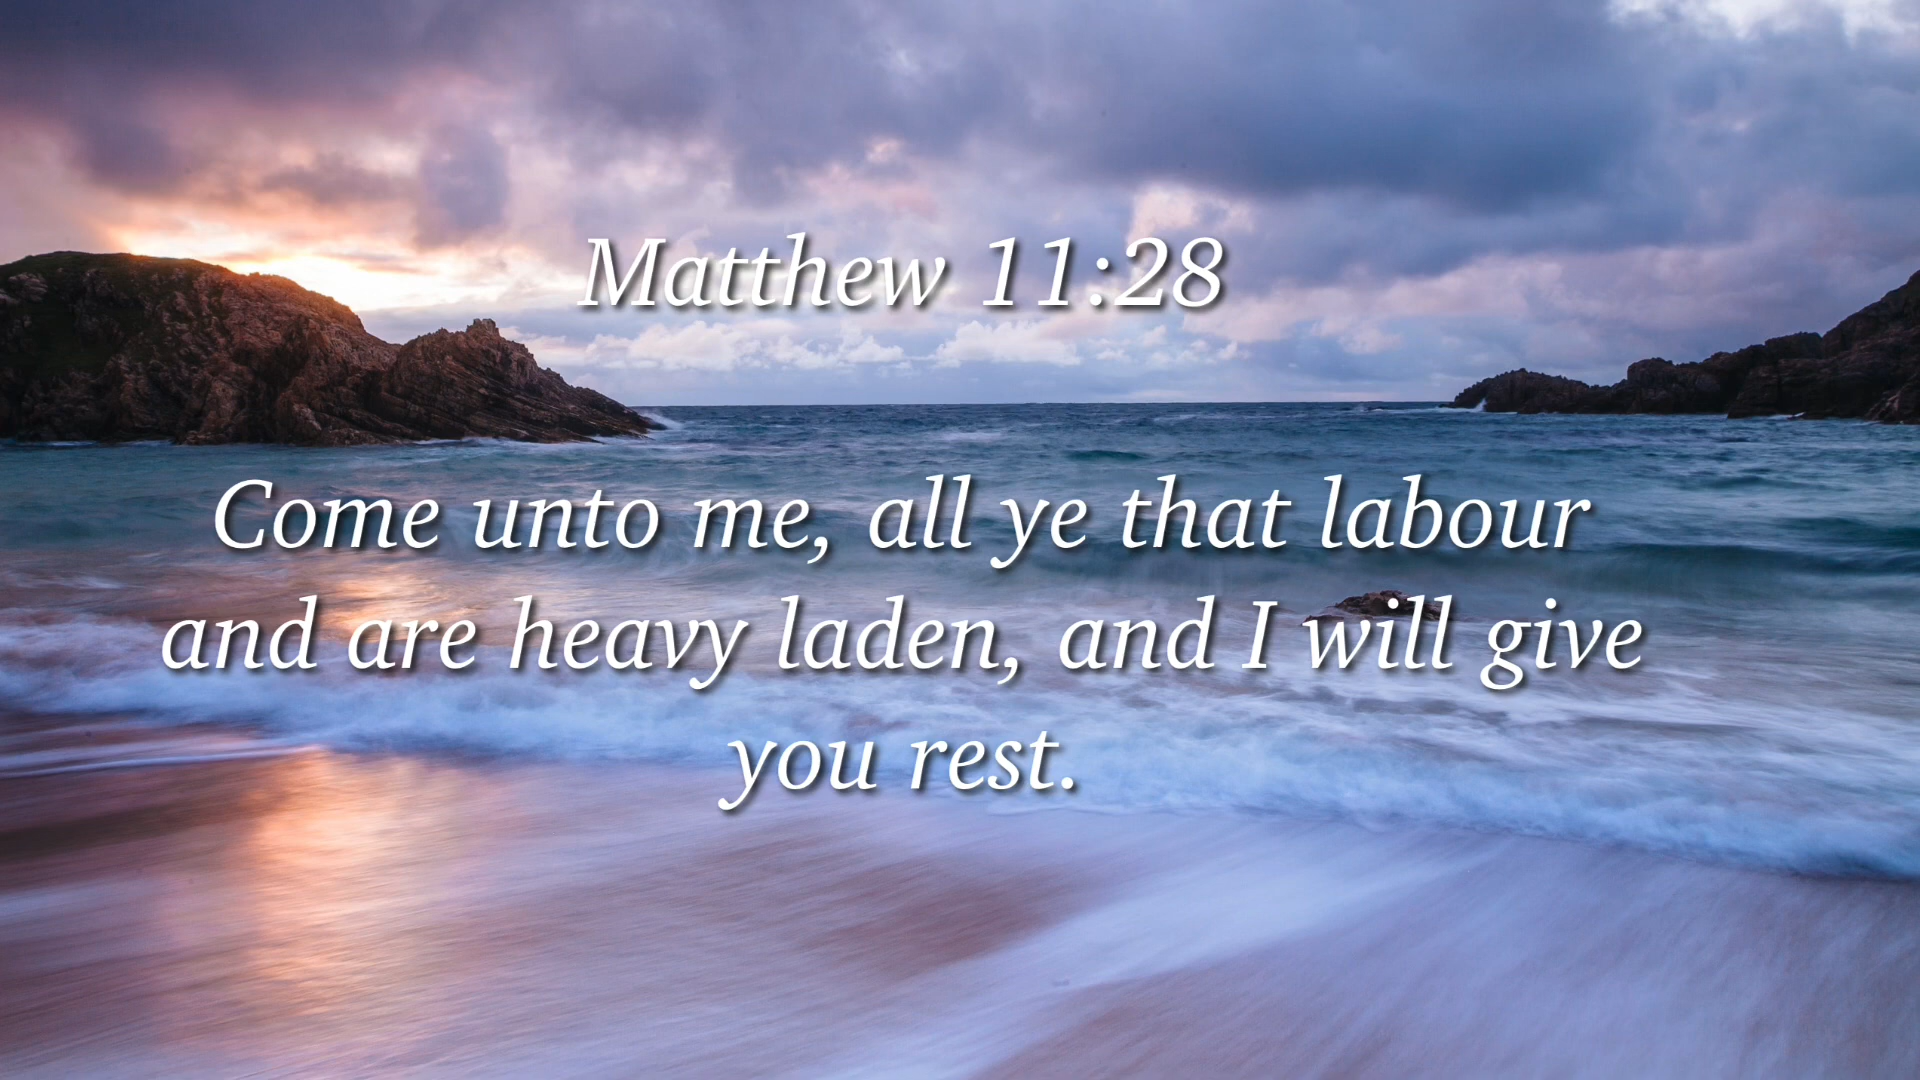 Matthew 11:28
Come unto me, all ye that labour
and are heavy laden, and I will give
you rest.